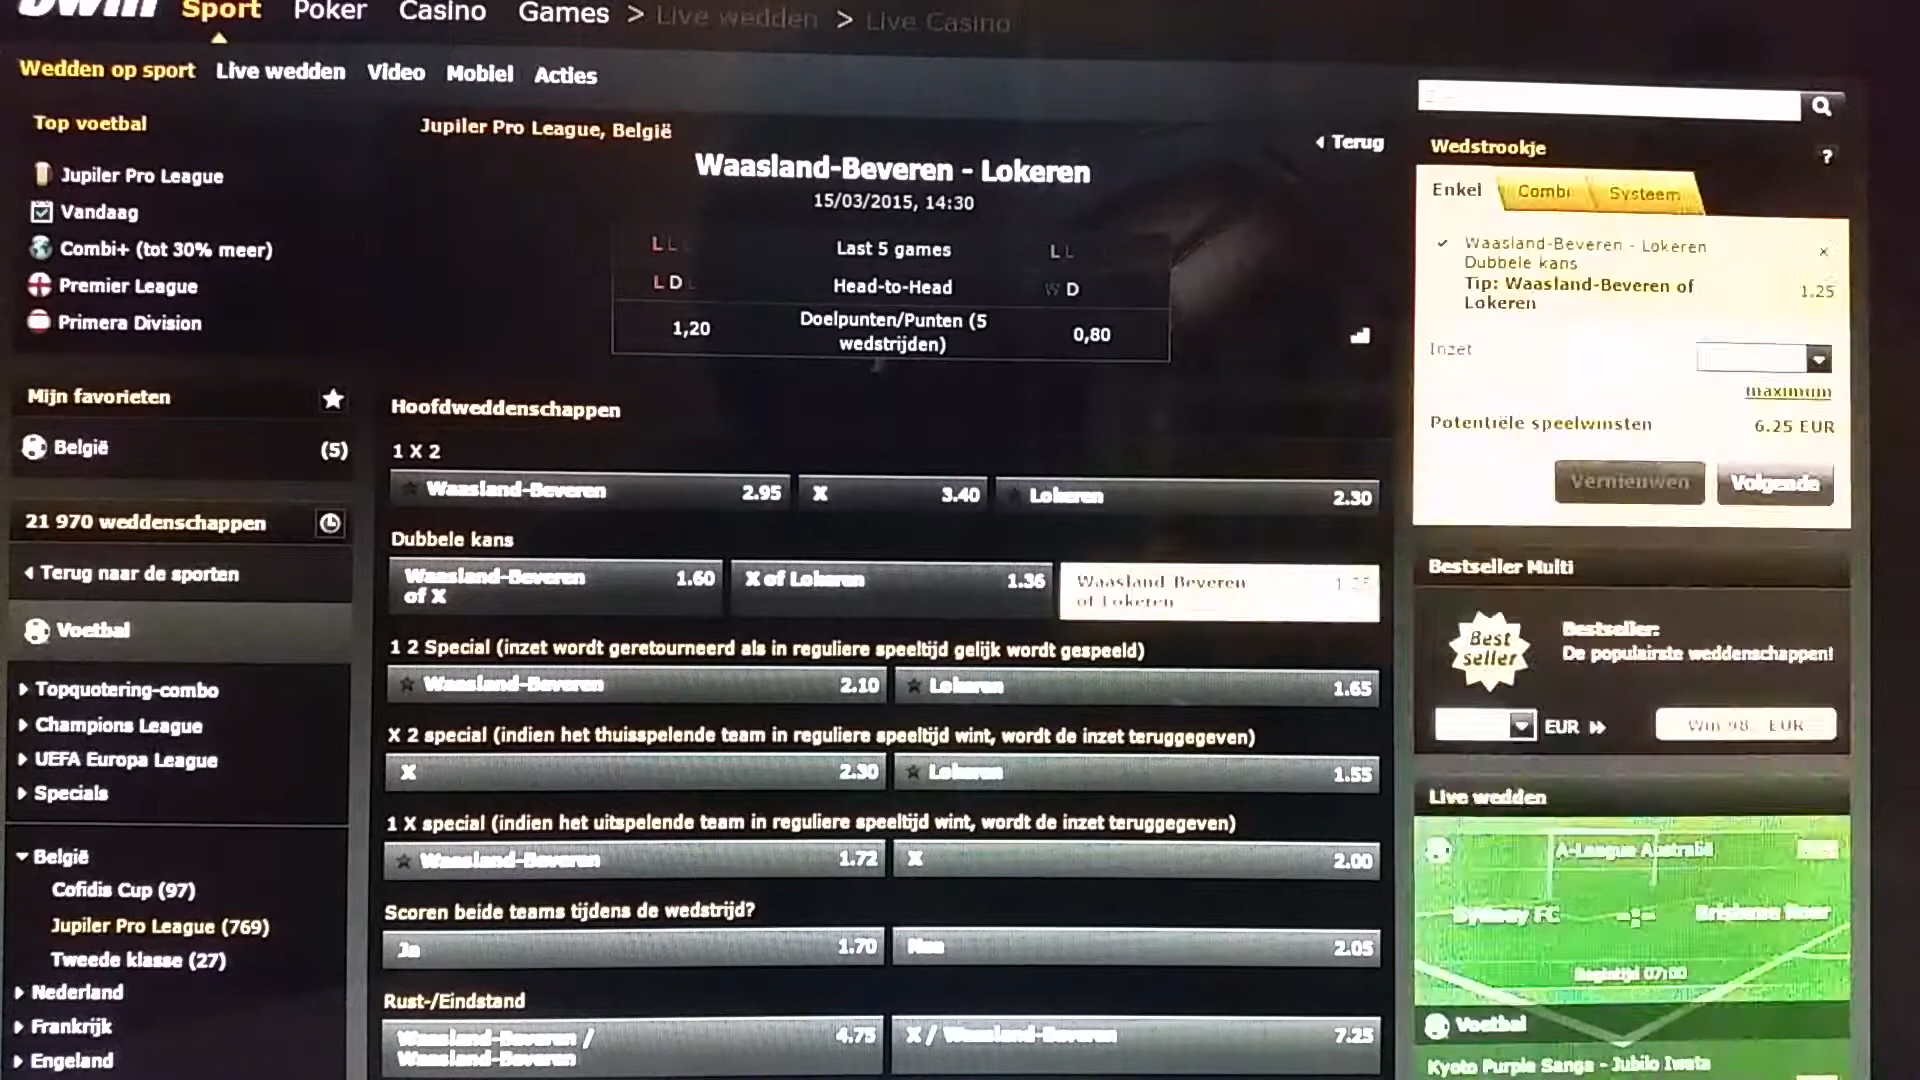 bwin Sport Poker Casino Games > Live wedden > Live Casino
Wedden op sport Live wedden Video Mobiel Acties
Top voetbal
Jupiler Pro League
Vandaag
Combi+ (tot 30% meer)
Premier League
Primera Division
Mijn favorieten
België (5)
21 970 weddenschappen
Terug naar de sporten
Voetbal
Topquotering-combo
Champions League
UEFA Europa League
Specials
België
Cofidis Cup (97)
Jupiler Pro League (769)
Tweede klasse (27)
Nederland
Frankrijk
Engeland
Jupiler Pro League, België
Terug
Waasland-Beveren - Lokeren
15/03/2015, 14:30
L L Last 5 games L L
L D L Head-to-Head W D
1,20 Doelpunten/Punten (5 0,80
wedstrijden)
Hoofdweddenschappen
1 X 2
Waasland-Beveren 2.95 X 3.40 Lokeren 2.30
Dubbele kans
Waasland-Beveren 1.60 X of Lokeren 1.36 Waasland-Beveren 1.25
of X of Lokeren
1 2 Special (inzet wordt geretourneerd als in reguliere speeltijd gelijk wordt gespeeld)
Waasland-Beveren 2.10 Lokeren 1.65
X 2 special (indien het thuisspelende team in reguliere speeltijd wint, wordt de inzet teruggegeven)
X 2.30 Lokeren 1.55
1 X special (indien het uitspelende team in reguliere speeltijd wint, wordt de inzet teruggegeven)
Waasland-Beveren 1.72 X 2.00
Scoren beide teams tijdens de wedstrijd?
Ja 1.70 Nee 2.05
Rust-/Eindstand
Waasland-Beveren / 4.75 X / Waasland-Beveren 7.25
Waasland-Beveren
Wedstrookje ?
Enkel Combi Systeem
Waasland-Beveren - Lokeren x
Dubbele kans
Tip: Waasland-Beveren of 1.25
Lokeren
Inzet
maximum
Potentiële speelwinsten 6.25 EUR
Vernieuwen Volgende
Bestseller Multi
Best
seller
Bestseller:
De populairste weddenschappen!
EUR Win 98. EUR
Live wedden
A-League Australië
Sydney FC -:- Brisbane Roar
Begintijd 07:00
Voetbal
Kyoto Purple Sanga - Jubilo Iwata